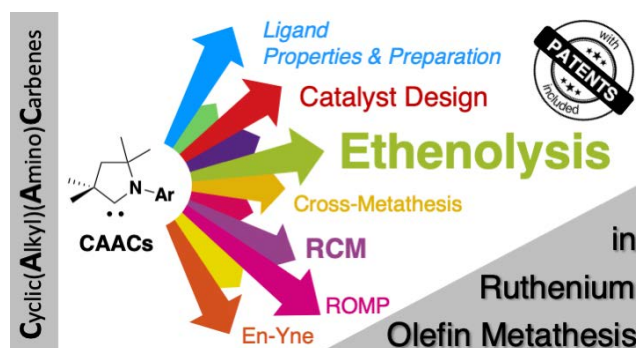 Cyclic(Alkyl)(Amino)Carbenes
N
Ar
CAACs
Ligand
Properties & Preparation
Catalyst Design
Ethenolysis
Cross-Metathesis
RCM
ROMP
En-Yne
with
PATENTS
included
in
Ruthenium
Olefin Metathesis